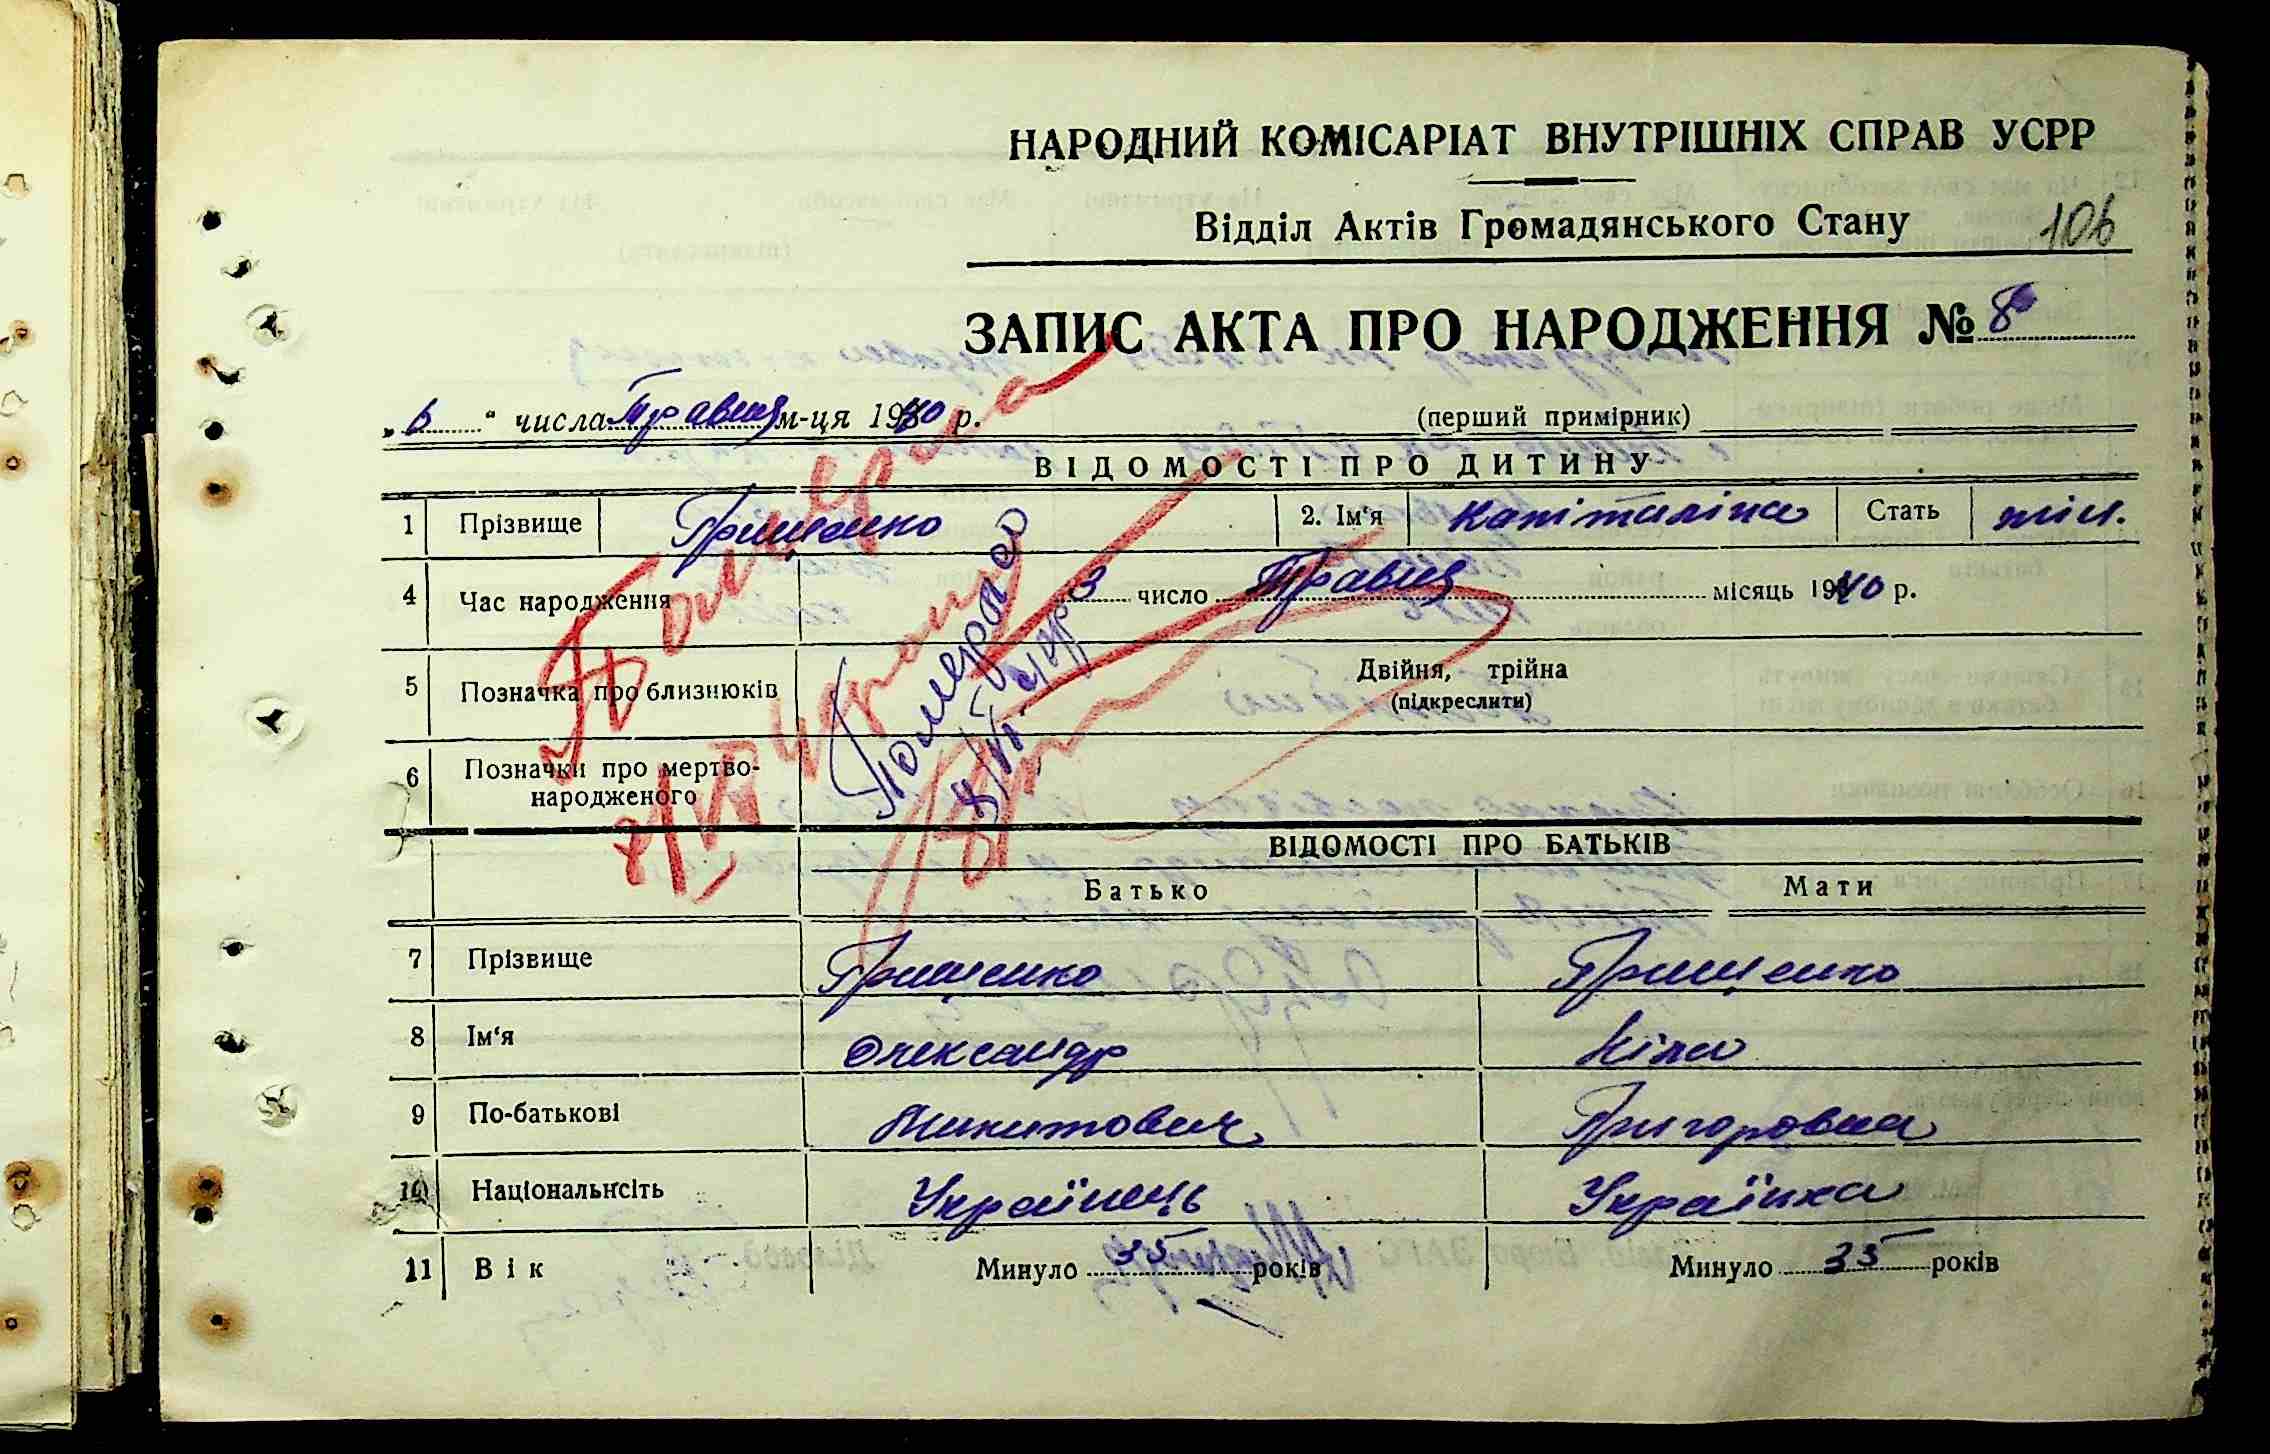 НАРОДНИЙ КОМІСАРІАТ ВНУТРІШНІХ СПРАВ УСРР
Відділ Актів Громадянського Стану 106
ЗАПИС АКТА ПРО НАРОДЖЕННЯ № 8
„6“ числа Травня м-ця 1940 р. (перший примірник)
ВІДОМОСТІ ПРО ДИТИНУ
1 Прізвище Грищенко 2. Ім‘я Капіталіна Стать жін.
4 Час народження 3 число Травня місяць 1940 р.
5 Позначка про близнюків Двійня, трійна
(підкреслити)
6 Позначки про мертво-
народженого
Померла
Померла
ВІДОМОСТІ ПРО БАТЬКІВ
Батько Мати
7 Прізвище Грищенко Грищенко
8 Ім‘я Олександр Ніна
9 По-батькові Микитович Григоровна
10 Національнсіть Українець Українка
11 Вік Минуло 35 років Минуло 35 років